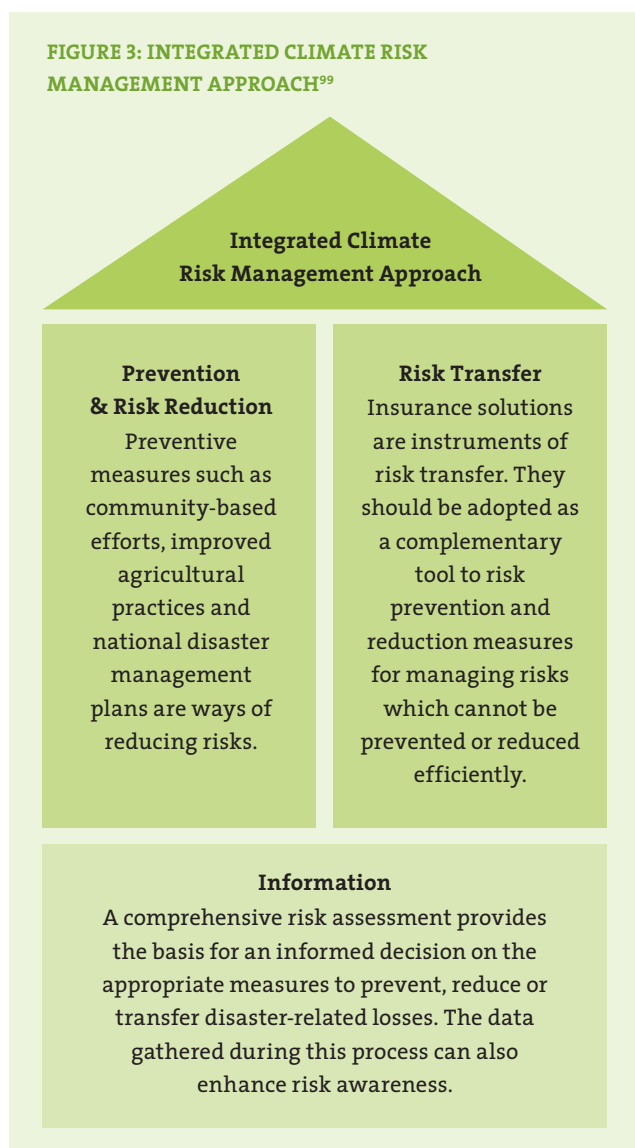 FIGURE 3: INTEGRATED CLIMATE RISK
MANAGEMENT APPROACH⁹⁹
Integrated Climate
Risk Management Approach
Prevention
& Risk Reduction
Preventive
measures such as
community-based
efforts, improved
agricultural
practices and
national disaster
management
plans are ways of
reducing risks.
Risk Transfer
Insurance solutions
are instruments of
risk transfer. They
should be adopted as
a complementary
tool to risk
prevention and
reduction measures
for managing risks
which cannot be
prevented or reduced
efficiently.
Information
A comprehensive risk assessment provides
the basis for an informed decision on the
appropriate measures to prevent, reduce or
transfer disaster-related losses. The data
gathered during this process can also
enhance risk awareness.